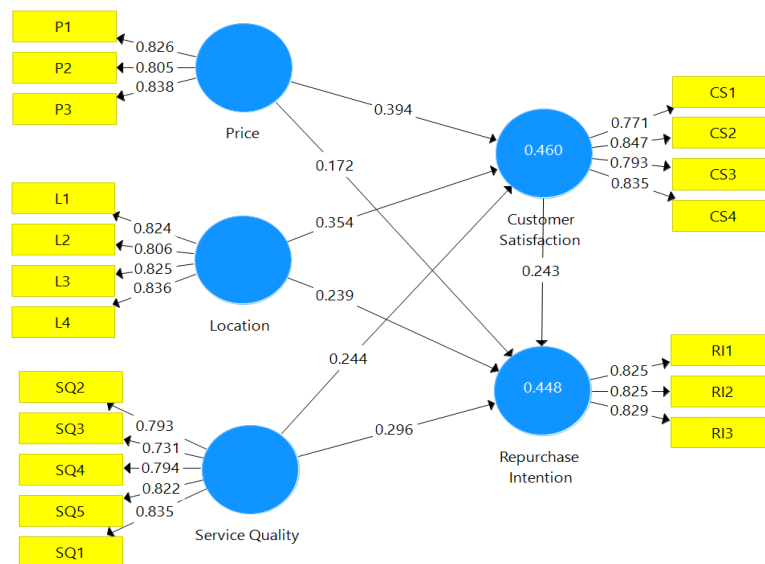 P1
0.826
P2
0.805
0.838
P3
Price
0.394
0.172
CS1
0.771
CS2
0.847
0.460
0.793
CS3
0.835
CS4
Customer
Satisfaction
L1
0.824
L2
0.806
0.825
L3
0.836
L4
Location
0.354
0.239
0.243
0.244
SQ2
0.793
SQ3
0.731
SQ4
0.794
0.822
SQ5
0.835
SQ1
Service Quality
0.296
0.448
RI1
0.825
0.825
RI2
0.829
RI3
Repurchase
Intention